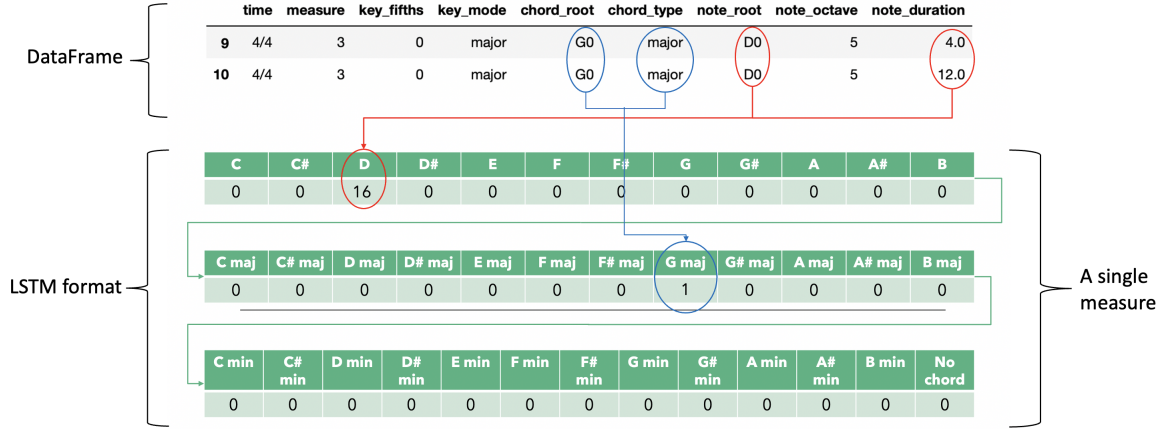 time measure key_fifths key_mode chord_root chord_type note_root note_octave note_duration
9 4/4 3 0 major G0 major D0 5 4.0
DataFrame
10 4/4 3 0 major G0 major D0 5 12.0
C C# D D# E F F# G G# A A# B
0 0 16 0 0 0 0 0 0 0 0 0
C maj C# maj D maj D# maj E maj F maj F# maj G maj G# maj A maj A# maj B maj
0 0 0 0 0 0 0 1 0 0 0 0
LSTM format
A single
measure
C min C# min D min D# min E min F min F# min G min G# min A min A# min B min No chord
0 0 0 0 0 0 0 0 0 0 0 0 0